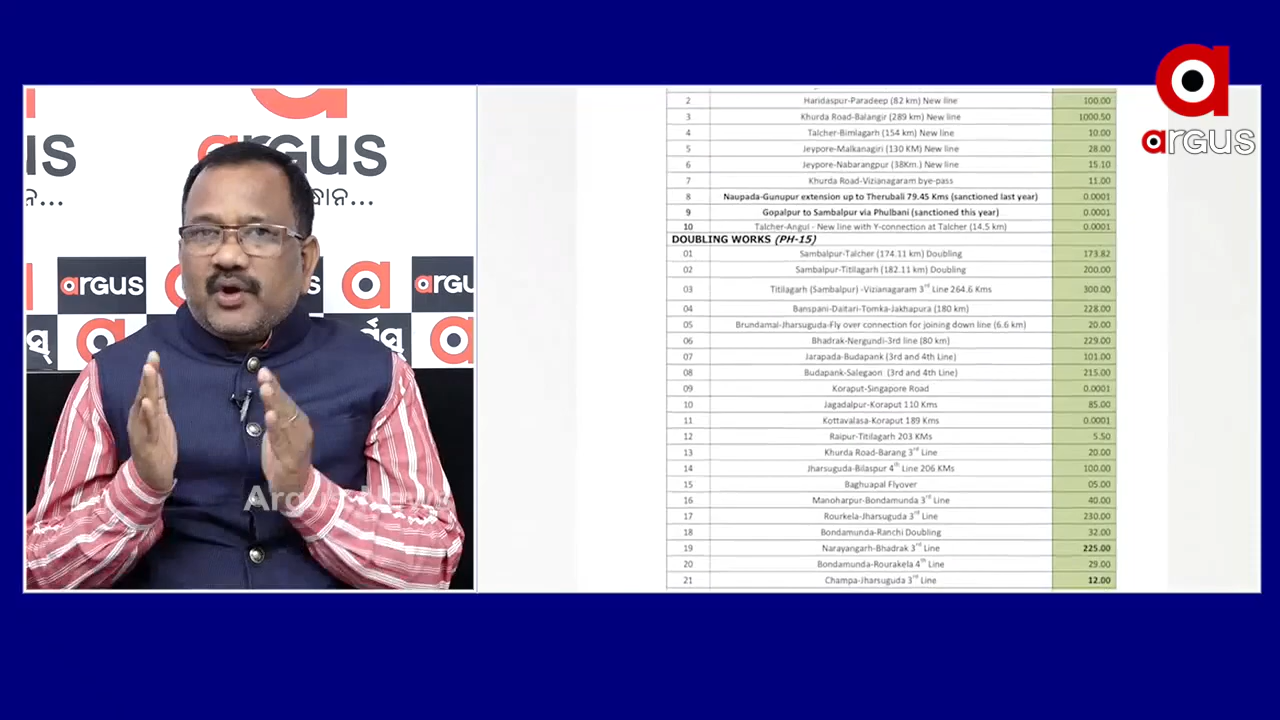 argus
us
argus
ନ...
ଧାନ...
argus
argu
Argus News
2 Haridaspur-Paradeep (82 km) New line 100.00
3 Khurda Road-Balangir (289 km) New line 1000.50
4 Talcher-Bimlagarh (154 km) New line 10.00
5 Jeypore-Malkanagiri (130 KM) New line 28.00
6 Jeypore-Nabarangpur (38Km.) New line 15.10
7 Khurda Road-Vizianagaram bye-pass 11.00
8 Naupada-Gunupur extension up to Therubali 79.45 Kms (sanctioned last year) 0.0001
9 Gopalpur to Sambalpur via Phulbani (sanctioned this year) 0.0001
10 Talcher-Angul - New line with Y-connection at Talcher (14.5 km) 0.0001
DOUBLING WORKS (PH-15)
01 Sambalpur-Talcher (174.11 km) Doubling 173.82
02 Sambalpur-Titilagarh (182.11 km) Doubling 200.00
03 Titilagarh (Sambalpur) -Vizianagaram 3rd Line 264.6 Kms 300.00
04 Banspani-Daitari-Tomka-Jakhapura (180 km) 228.00
05 Brundamal-Jharsuguda-Fly over connection for joining down line (6.6 km) 20.00
06 Bhadrak-Nergundi-3rd line (80 km) 229.00
07 Jarapada-Budapank (3rd and 4th Line) 101.00
08 Budapank-Salegaon (3rd and 4th Line) 215.00
09 Koraput-Singapore Road 0.0001
10 Jagadalpur-Koraput 110 Kms 85.00
11 Kottavalasa-Koraput 189 Kms 0.0001
12 Raipur-Titilagarh 203 KMs 5.50
13 Khurda Road-Barang 3rd Line 20.00
14 Jharsuguda-Bilaspur 4th Line 206 KMs 100.00
15 Baghuapal Flyover 05.00
16 Manoharpur-Bondamunda 3rd Line 40.00
17 Rourkela-Jharsuguda 3rd Line 230.00
18 Bondamunda-Ranchi Doubling 32.00
19 Narayangarh-Bhadrak 3rd Line 225.00
20 Bondamunda-Rourakela 4th Line 29.00
21 Champa-Jharsuguda 3rd Line 12.00